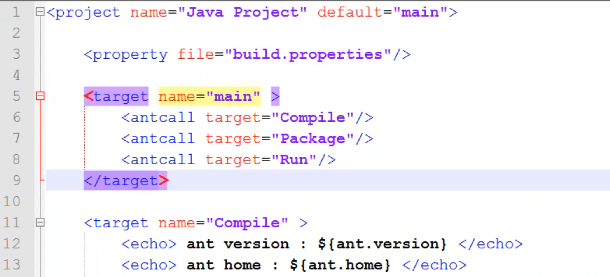 1 <project name="Java Project" default="main">
2
3 <property file="build.properties"/>
4
5 <target name="main" >
6 <antcall target="Compile"/>
7 <antcall target="Package"/>
8 <antcall target="Run"/>
9 </target>
10
11 <target name="Compile" >
12 <echo> ant version : ${ant.version} </echo>
13 <echo> ant home : ${ant.home} </echo>